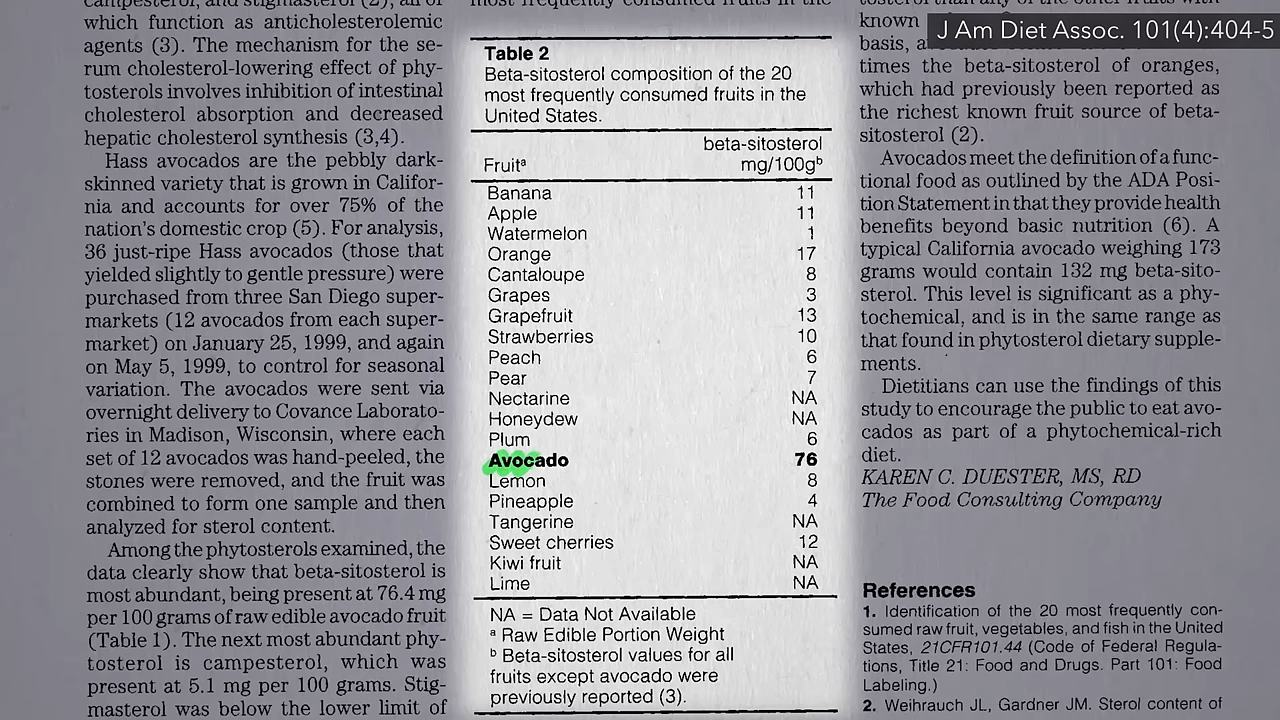 campesterol, and stigmasterol (2), all of
which function as anticholesterolemic
agents (3). The mechanism for the se-
rum cholesterol-lowering effect of phy-
tosterols involves inhibition of intestinal
cholesterol absorption and decreased
hepatic cholesterol synthesis (3,4).
Hass avocados are the pebbly dark-
skinned variety that is grown in Califor-
nia and accounts for over 75% of the
nation's domestic crop (5). For analysis,
36 just-ripe Hass avocados (those that
yielded slightly to gentle pressure) were
purchased from three San Diego super-
markets (12 avocados from each super-
market) on January 25, 1999, and again
on May 5, 1999, to control for seasonal
variation. The avocados were sent via
overnight delivery to Covance Laborato-
ries in Madison, Wisconsin, where each
set of 12 avocados was hand-peeled, the
stones were removed, and the fruit was
combined to form one sample and then
analyzed for sterol content.
Among the phytosterols examined, the
data clearly show that beta-sitosterol is
most abundant, being present at 76.4 mg
per 100 grams of raw edible avocado fruit
(Table 1). The next most abundant phy-
tosterol is campesterol, which was
present at 5.1 mg per 100 grams. Stig-
masterol was below the lower limit of
most frequently consumed fruits in the
Table 2
Beta-sitosterol composition of the 20
most frequently consumed fruits in the
United States.
beta-sitosterol
Fruitᵃ mg/100gᵇ
Banana 11
Apple 11
Watermelon 1
Orange 17
Cantaloupe 8
Grapes 3
Grapefruit 13
Strawberries 10
Peach 6
Pear 7
Nectarine NA
Honeydew NA
Plum 6
Avocado 76
Lemon 8
Pineapple 4
Tangerine NA
Sweet cherries 12
Kiwi fruit NA
Lime NA
NA = Data Not Available
ᵃ Raw Edible Portion Weight
ᵇ Beta-sitosterol values for all
fruits except avocado were
previously reported (3).
tosterol than any of the other fruits with
known
J Am Diet Assoc. 101(4):404-5
basis,
times the beta-sitosterol of oranges,
which had previously been reported as
the richest known fruit source of beta-
sitosterol (2).
Avocados meet the definition of a func-
tional food as outlined by the ADA Posi-
tion Statement in that they provide health
benefits beyond basic nutrition (6). A
typical California avocado weighing 173
grams would contain 132 mg beta-sito-
sterol. This level is significant as a phy-
tochemical, and is in the same range as
that found in phytosterol dietary supple-
ments.
Dietitians can use the findings of this
study to encourage the public to eat avo-
cados as part of a phytochemical-rich
diet.
KAREN C. DUESTER, MS, RD
The Food Consulting Company
References
1. Identification of the 20 most frequently con-
sumed raw fruit, vegetables, and fish in the United
States, 21CFR101.44 (Code of Federal Regula-
tions, Title 21: Food and Drugs. Part 101: Food
Labeling.)
2. Weihrauch JL, Gardner JM. Sterol content of